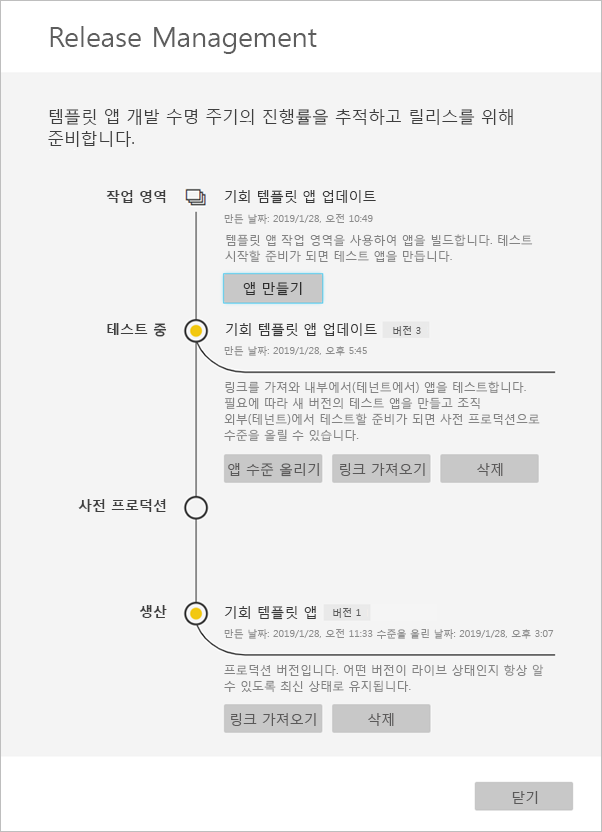 Release Management
템플릿 앱 개발 수명 주기의 진행률을 추적하고 릴리스를 위해
준비합니다.
작업 영역
기회 템플릿 앱 업데이트
만든 날짜: 2019/1/28, 오전 10:49
템플릿 앱 작업 영역을 사용하여 앱을 빌드합니다. 테스트
시작할 준비가 되면 테스트 앱을 만듭니다.
앱 만들기
테스트 중
기회 템플릿 앱 업데이트 버전 3
만든 날짜: 2019/1/28, 오후 5:45
링크를 가져와 내부에서(테넌트에서) 앱을 테스트합니다.
필요에 따라 새 버전의 테스트 앱을 만들고 조직
외부(테넌트)에서 테스트할 준비가 되면 사전 프로덕션으로
수준을 올릴 수 있습니다.
앱 수준 올리기 링크 가져오기 삭제
사전 프로덕션
생산
기회 템플릿 앱 버전 1
만든 날짜: 2019/1/28, 오전 11:33 수준을 올린 날짜: 2019/1/28, 오후 3:07
프로덕션 버전입니다. 어떤 버전이 라이브 상태인지 항상 알
수 있도록 최신 상태로 유지됩니다.
링크 가져오기 삭제
닫기